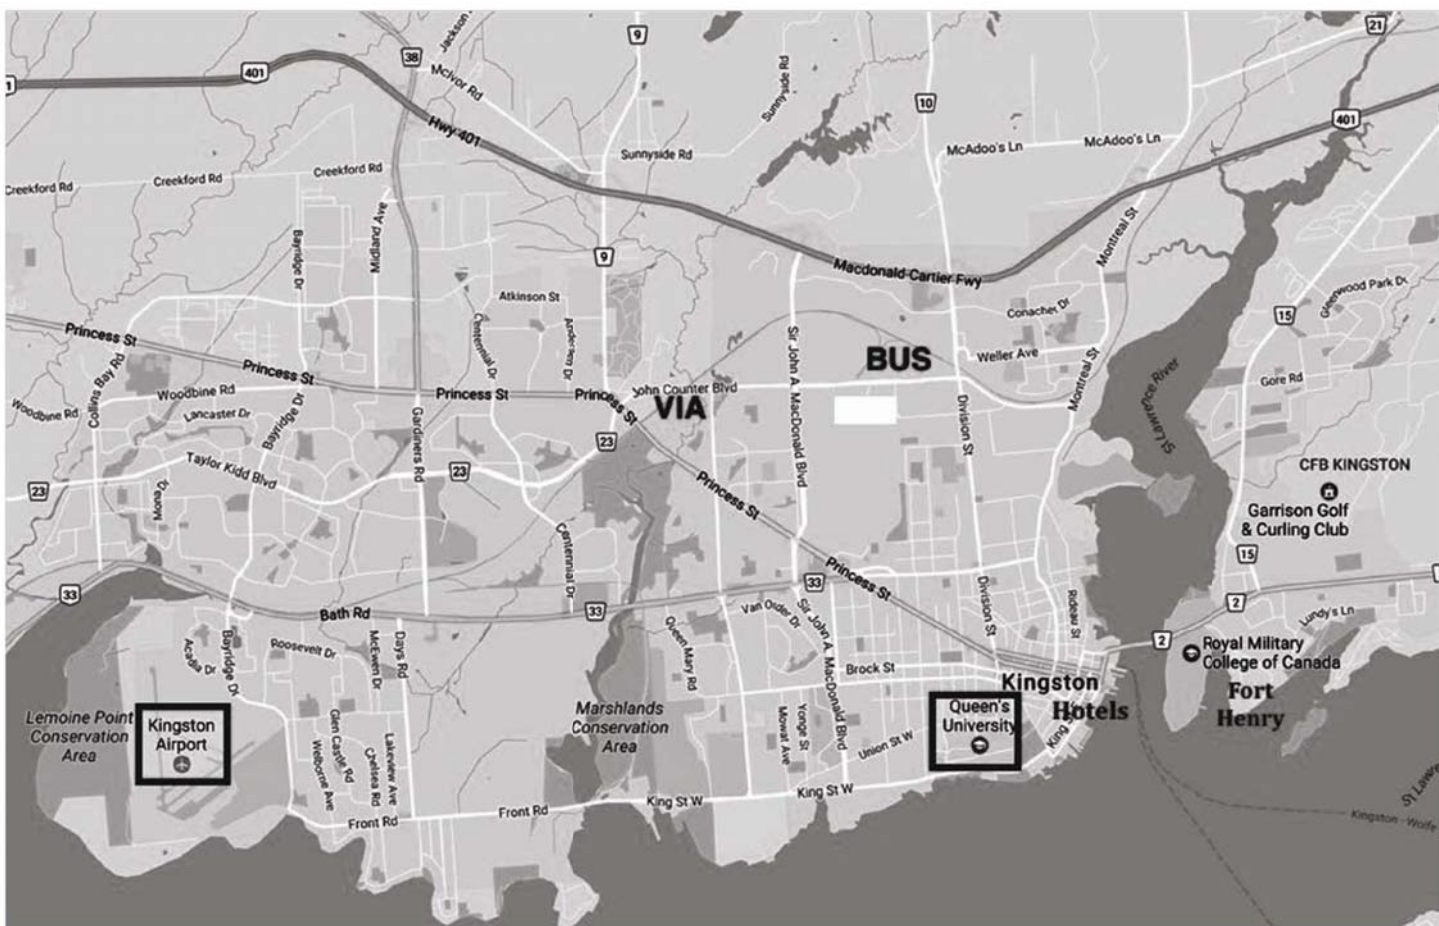 21
9
38
Jackson
401
1
McIvor Rd
Sunnyside Rd
10
401
Hwy 401
McAdoo's Ln
McAdoo's Ln
Sunnyside Rd
Creekford Rd
Creekford Rd
Creekford Rd
Midland Ave
Bayridge Dr
Montreal St
9
Macdonald-Cartier Fwy
Atkinson St
Conacher Dr
Greenwood Park Dr
15
Princess St
Centennial Dr
Andersen Dr
Sir John A. MacDonald Blvd
BUS
Weller Ave
Montreal St
St Lawrence River
Gore Rd
Princess St
Collins Bay Rd
Woodbine Rd
Princess St
Princess St
John Counter Blvd
VIA
Woodbine Rd
Lancaster Dr
Bayridge Dr
Gardiners Rd
23
Division St
Taylor Kidd Blvd
23
23
Mona Dr
Princess St
CFB KINGSTON
Garrison Golf
& Curling Club
Centennial Dr
15
33
33
33
Princess St
Division St
Rideau St
2
Bath Rd
Van Order Dr
Lundy's Ln
2
Acadia Dr
Bayridge Dr
Roosevelt Dr
McEwen Dr
Days Rd
Queen Mary Rd
Sir John A. MacDonald Blvd
Brock St
Royal Military
College of Canada
Kingston
Hotels
Fort
Henry
Lemoine Point
Conservation
Area
Kingston
Airport
Marshlands
Conservation
Area
Queen's
University
Glen Castle Rd
Welborne Ave
Chelsea Rd
Lakeview Ave
Mowat Ave
Yonge St
Union St W
King St
Front Rd
Front Rd
King St W
King St W
St Lawre
Kingston - Wolfe